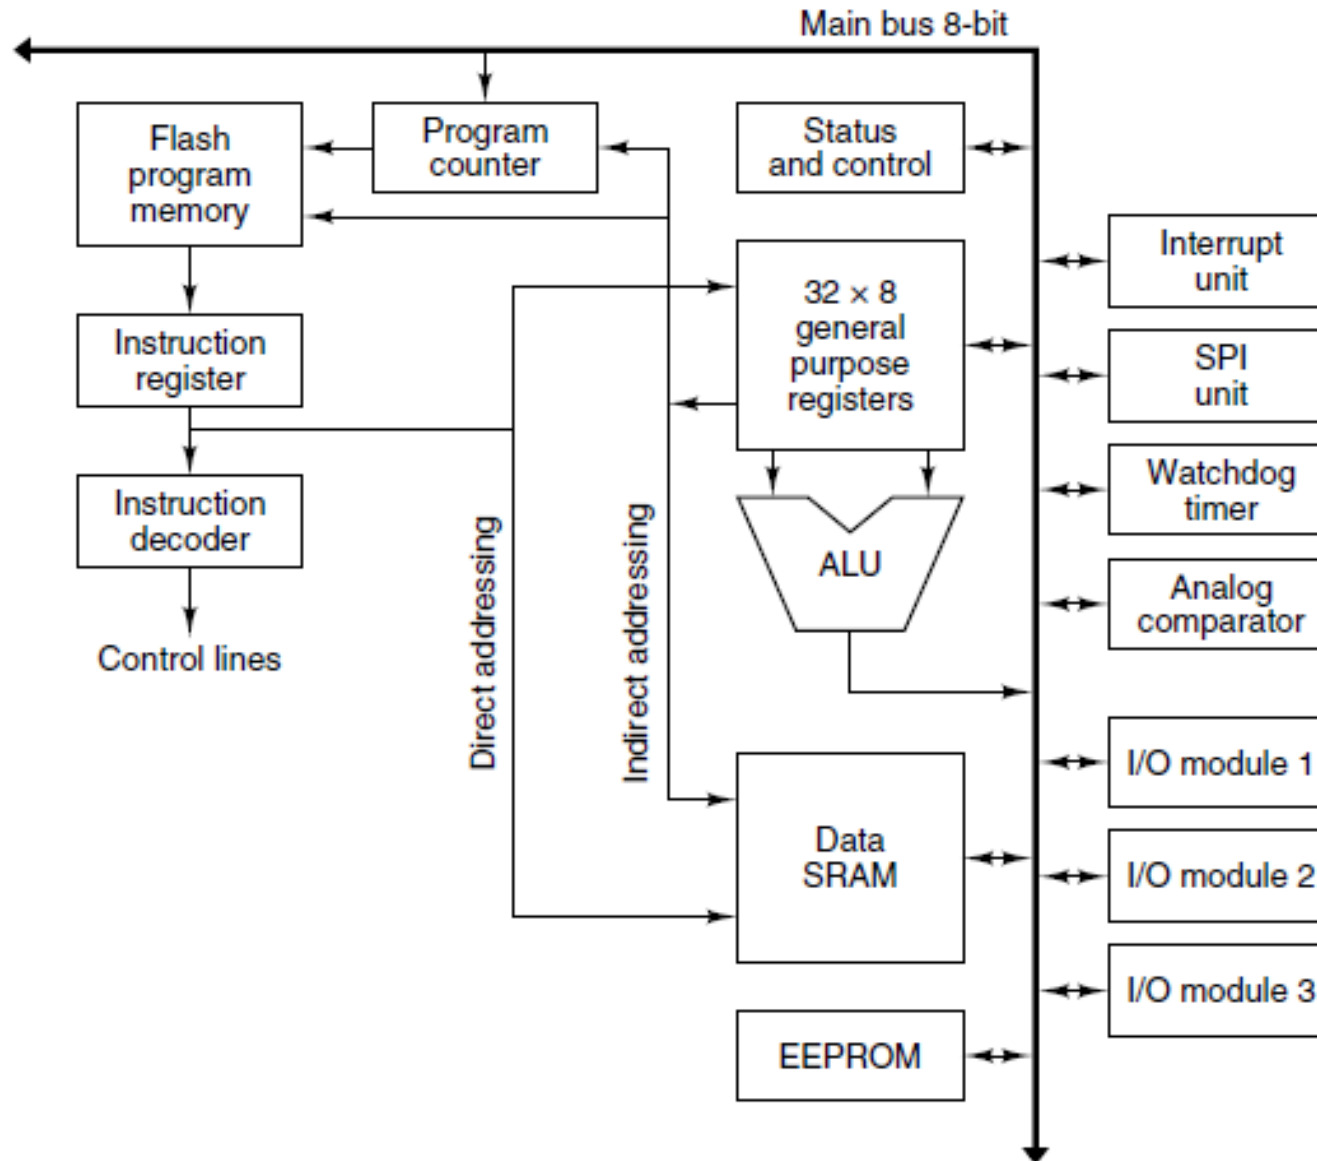 Main bus 8-bit
Flash
program
memory
Program
counter
Status
and control
Interrupt
unit
32 × 8
general
purpose
registers
Instruction
register
SPI
unit
Watchdog
timer
Instruction
decoder
Direct addressing
Indirect addressing
ALU
Analog
comparator
Control lines
I/O module 1
Data
SRAM
I/O module 2
I/O module 3
EEPROM